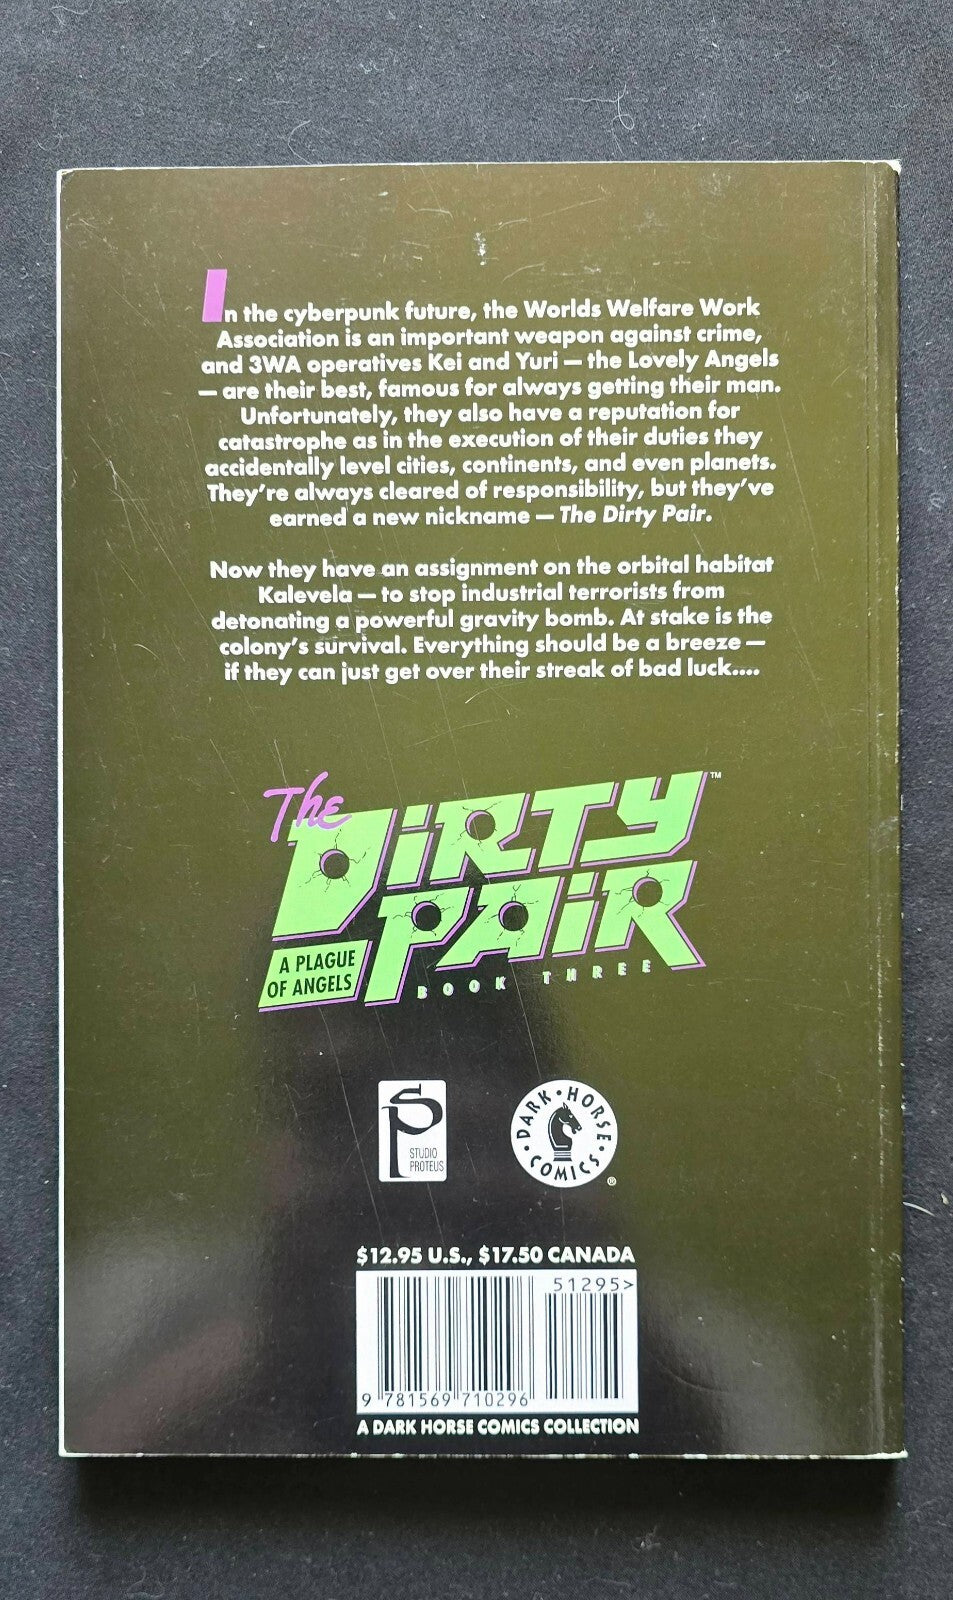 In the cyberpunk future, the Worlds Welfare Work
Association is an important weapon against crime,
and 3WA operatives Kei and Yuri — the Lovely Angels
— are their best, famous for always getting their man.
Unfortunately, they also have a reputation for
catastrophe as in the execution of their duties they
accidentally level cities, continents, and even planets.
They're always cleared of responsibility, but they've
earned a new nickname — The Dirty Pair.
Now they have an assignment on the orbital habitat
Kalevela — to stop industrial terrorists from
detonating a powerful gravity bomb. At stake is the
colony's survival. Everything should be a breeze —
if they can just get over their streak of bad luck....
The
DiRTY™
PAiR
A PLAGUE
OF ANGELS
BOOK THREE
SP
STUDIO
PROTEUS
DARK · HORSE · COMICS ·
®
$12.95 U.S., $17.50 CANADA
51295>
9 781569 710296
A DARK HORSE COMICS COLLECTION